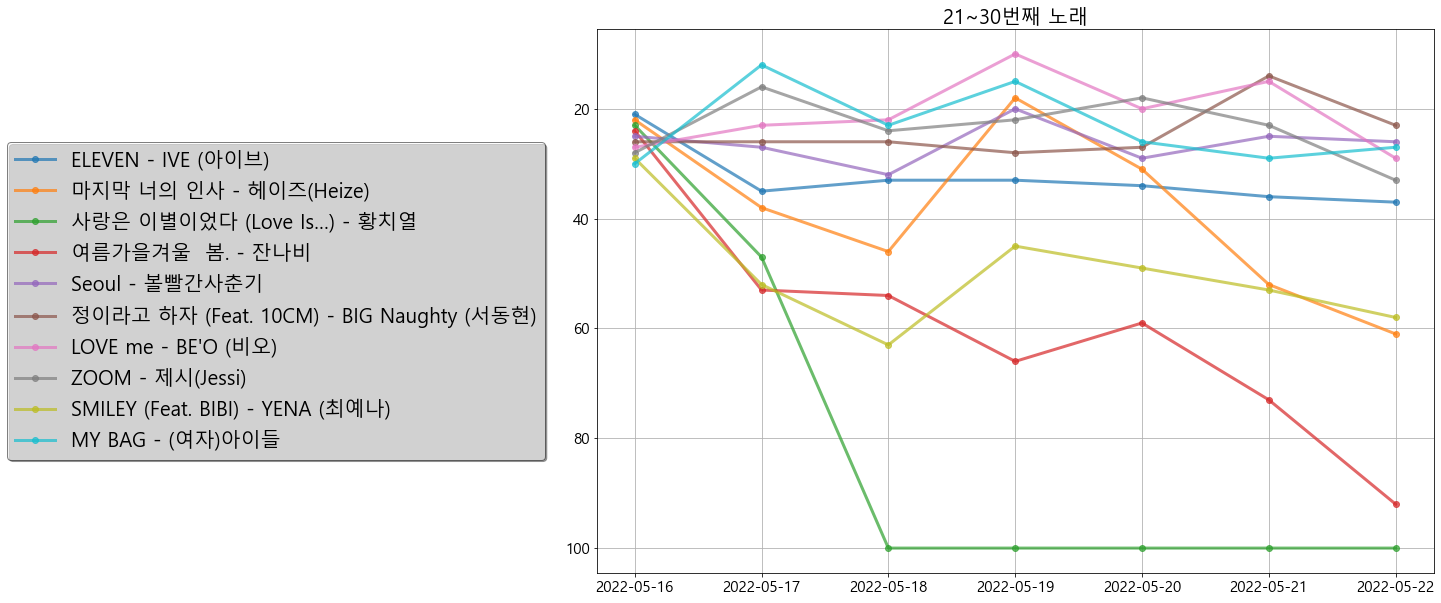 21~30번째 노래
ELEVEN - IVE (아이브)
마지막 너의 인사 - 헤이즈(Heize)
사랑은 이별이었다 (Love Is...) - 황치열
여름가을겨울  봄. - 잔나비
Seoul - 볼빨간사춘기
정이라고 하자 (Feat. 10CM) - BIG Naughty (서동현)
LOVE me - BE'O (비오)
ZOOM - 제시(Jessi)
SMILEY (Feat. BIBI) - YENA (최예나)
MY BAG - (여자)아이들
20
40
60
80
100
2022-05-16 2022-05-17 2022-05-18 2022-05-19 2022-05-20 2022-05-21 2022-05-22